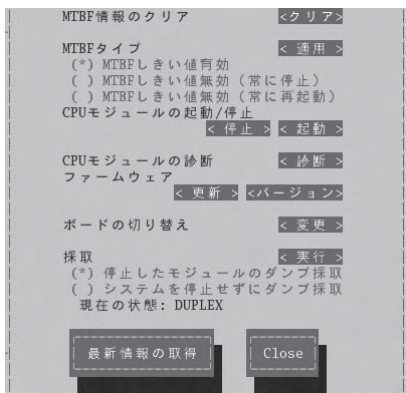 MTBF情報のクリア <クリア>
MTBFタイプ < 適用 >
(*) MTBFしきい値有効
( ) MTBFしきい値無効（常に停止）
( ) MTBFしきい値無効（常に再起動）
CPUモジュールの起動/停止
< 停止 > < 起動 >
CPUモジュールの診断 < 診断 >
ファームウェア
< 更新 > <バージョン>
ボードの切り替え < 変更 >
採取 < 実行 >
(*) 停止したモジュールのダンプ採取
( ) システムを停止せずにダンプ採取
現在の状態: DUPLEX
最新情報の取得 Close